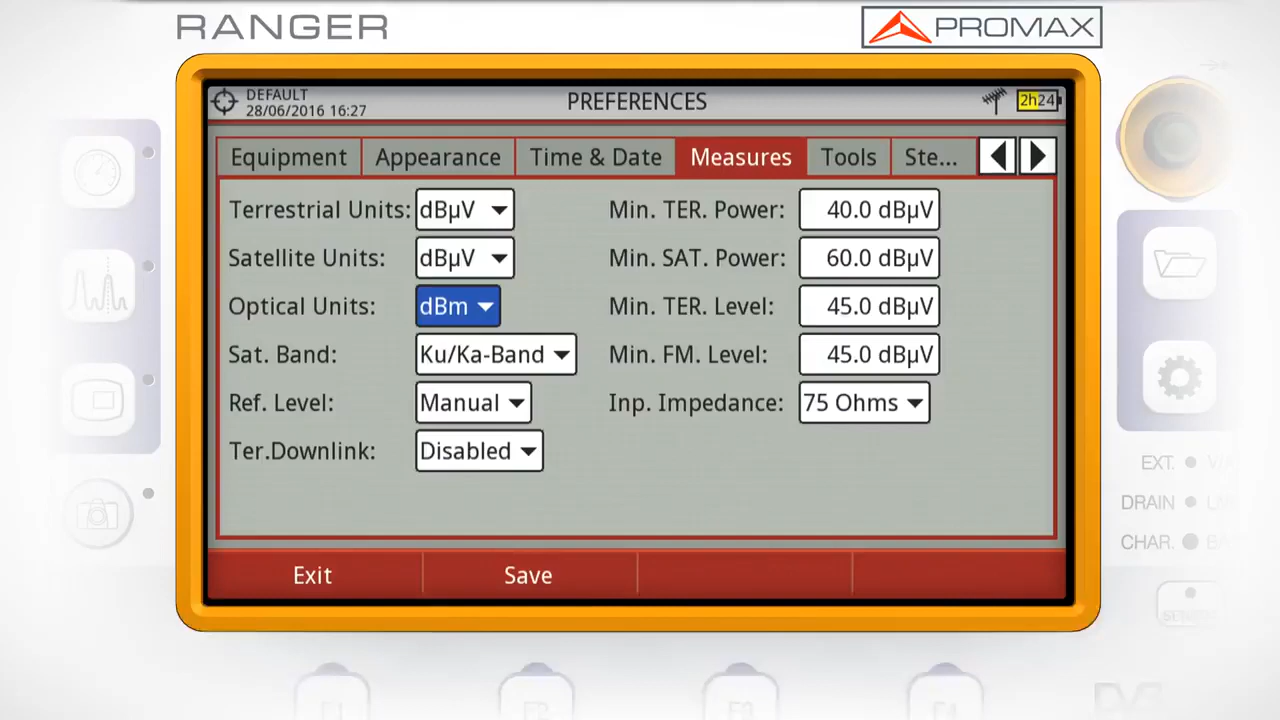 RANGER
PROMAX
DEFAULT
28/06/2016 16:27
PREFERENCES
2h24
Equipment
Appearance
Time & Date
Measures
Tools
Ste...
Terrestrial Units: dBµV
Min. TER. Power: 40.0 dBµV
Satellite Units: dBµV
Min. SAT. Power: 60.0 dBµV
Optical Units: dBm
Min. TER. Level: 45.0 dBµV
Sat. Band: Ku/Ka-Band
Min. FM. Level: 45.0 dBµV
Ref. Level: Manual
Inp. Impedance: 75 Ohms
Ter.Downlink: Disabled
Exit
Save
EXT.
DRAIN
CHAR.